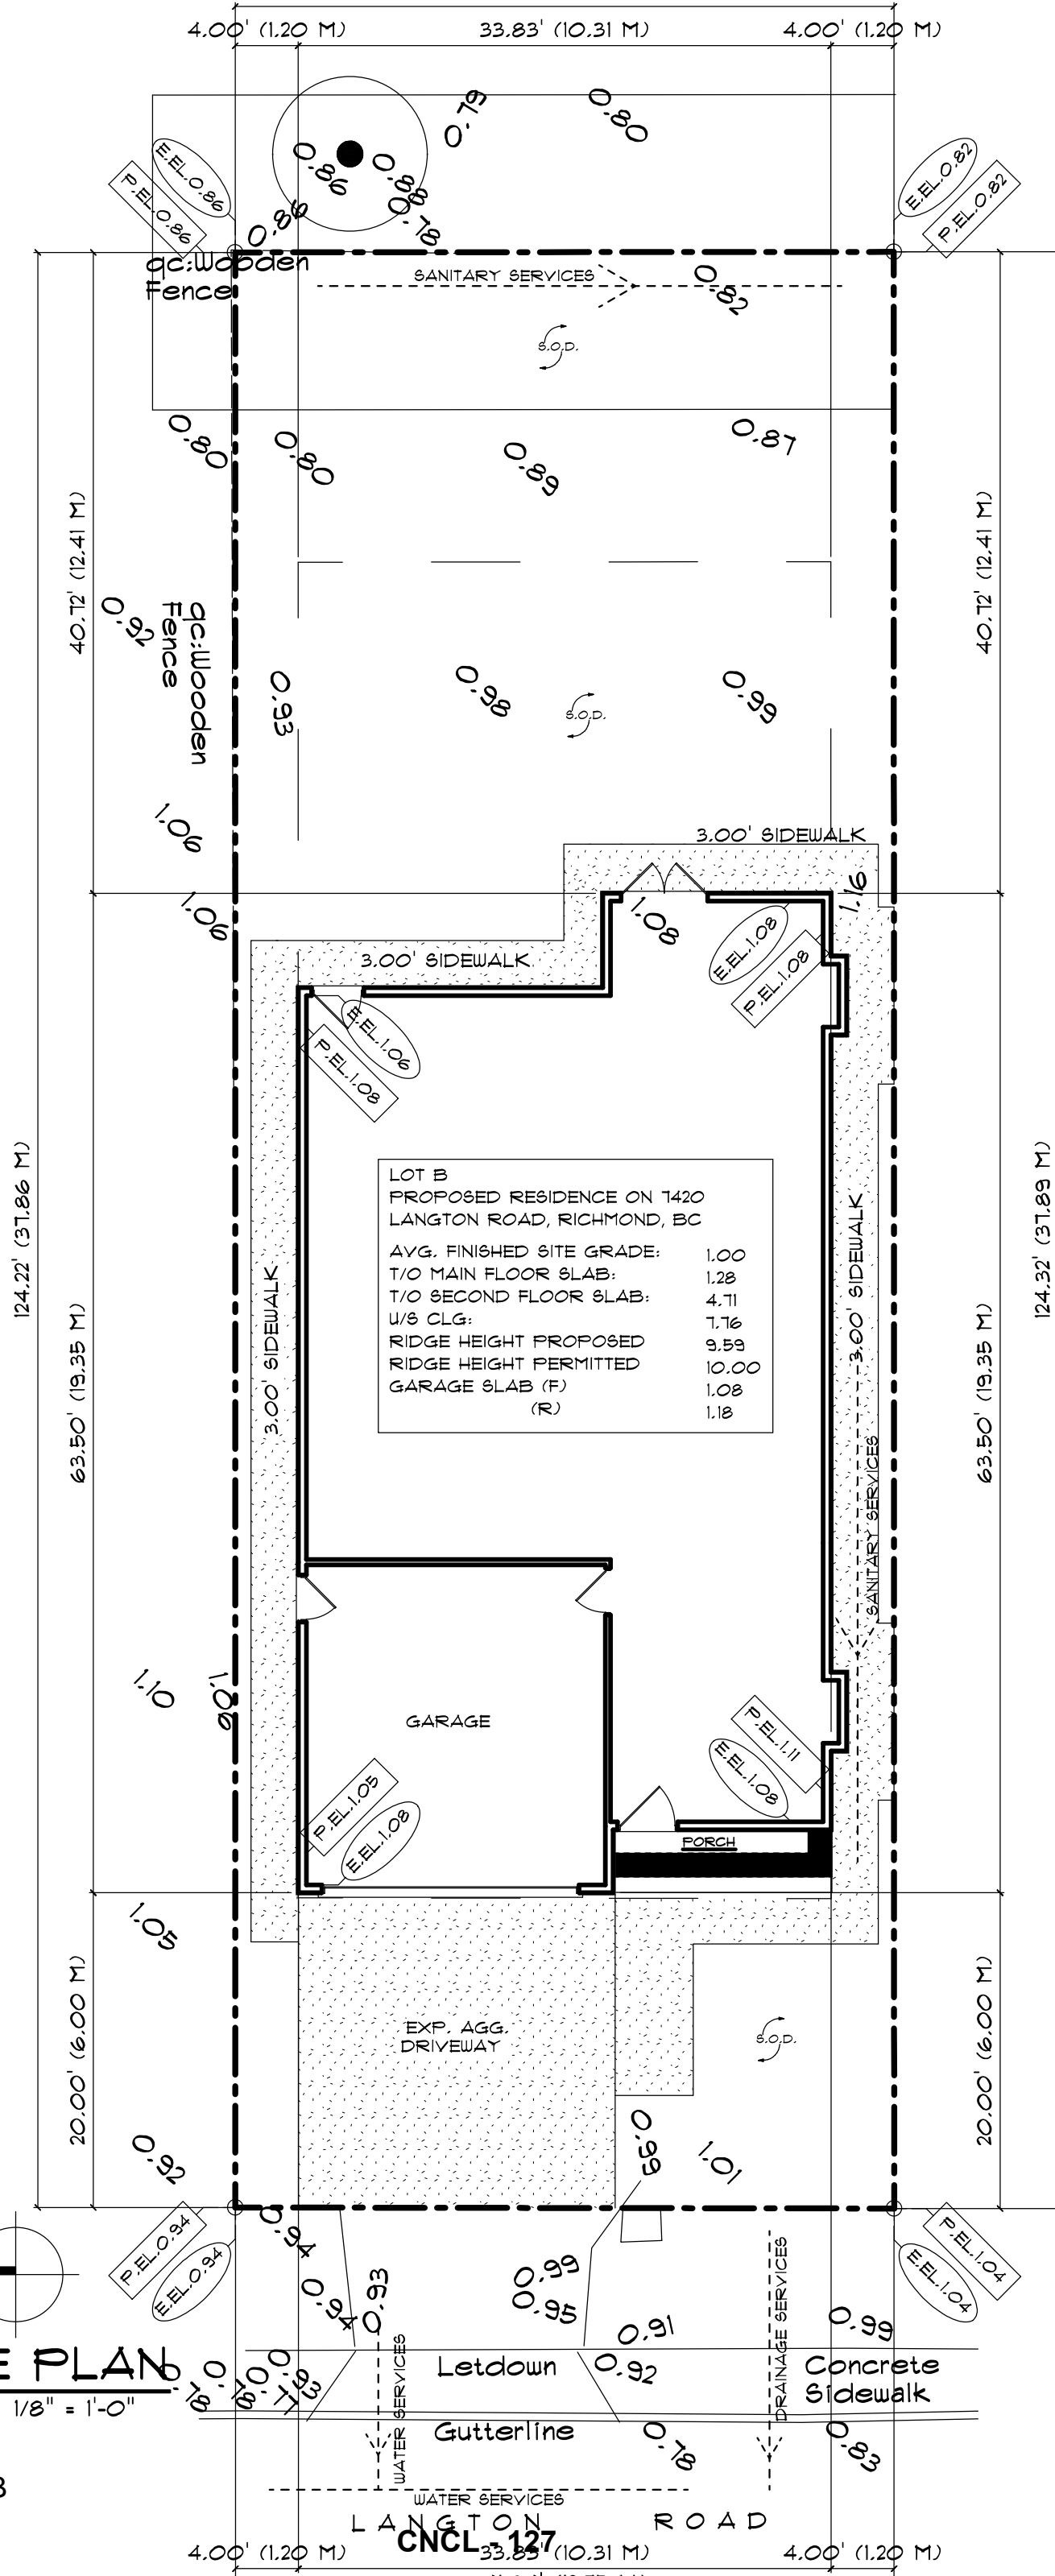 4.00' (1.20 M)
33.83' (10.31 M)
4.00' (1.20 M)
0.79
0.80
0.86
0.88
0.78
0.86
E.EL.0.86
P.EL.0.86
E.EL.0.82
P.EL.0.82
qc:Wooden
Fence
SANITARY SERVICES
0.82
S.O.D.
0.80
0.80
0.89
0.87
40.72' (12.41 M)
40.72' (12.41 M)
0.92
qc:Wooden
Fence
0.93
0.98
0.99
S.O.D.
1.06
3.00' SIDEWALK
1.06
1.08
1.16
E.EL.1.08
P.EL.1.08
3.00' SIDEWALK
E.EL.1.06
P.EL.1.08
124.22' (37.86 M)
124.32' (37.89 M)
LOT B
PROPOSED RESIDENCE ON 7420
LANGTON ROAD, RICHMOND, BC
AVG. FINISHED SITE GRADE: 1.00
T/O MAIN FLOOR SLAB: 1.28
T/O SECOND FLOOR SLAB: 4.71
U/S CLG: 7.76
RIDGE HEIGHT PROPOSED 9.59
RIDGE HEIGHT PERMITTED 10.00
GARAGE SLAB (F) 1.08
(R) 1.18
3.00' SIDEWALK
3.00' SIDEWALK
63.50' (19.35 M)
63.50' (19.35 M)
SANITARY SERVICES
1.10
1.06
GARAGE
P.EL.1.11
E.EL.1.08
P.EL.1.05
E.EL.1.08
PORCH
1.05
20.00' (6.00 M)
20.00' (6.00 M)
EXP. AGG.
DRIVEWAY
S.O.D.
0.92
0.99
1.01
P.EL.0.94
E.EL.0.94
0.94
P.EL.1.04
E.EL.1.04
0.94
0.93
0.99
0.95
0.91
0.99
E PLAN
1/8" = 1'-0"
0.78
0.78
0.77
0.93
WATER SERVICES
Letdown
0.92
DRAINAGE SERVICES
Concrete
Sidewalk
Gutterline
0.78
0.83
WATER SERVICES
LANGTON ROAD
CNCL - 127
4.00' (1.20 M)
33.83' (10.31 M)
4.00' (1.20 M)